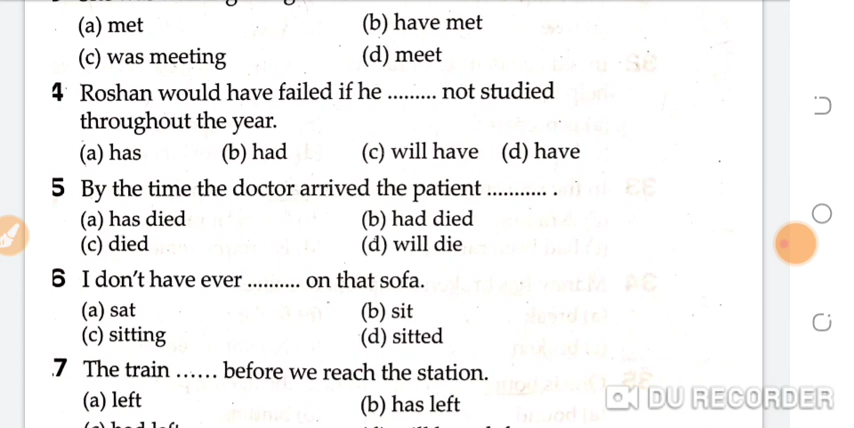 (a) met (b) have met
(c) was meeting (d) meet
4 Roshan would have failed if he ......... not studied
throughout the year.
(a) has (b) had (c) will have (d) have
5 By the time the doctor arrived the patient ........... .
(a) has died (b) had died
(c) died (d) will die
6 I don't have ever .......... on that sofa.
(a) sat (b) sit
(c) sitting (d) sitted
.7 The train ...... before we reach the station.
(a) left (b) has left
DU RECORDER